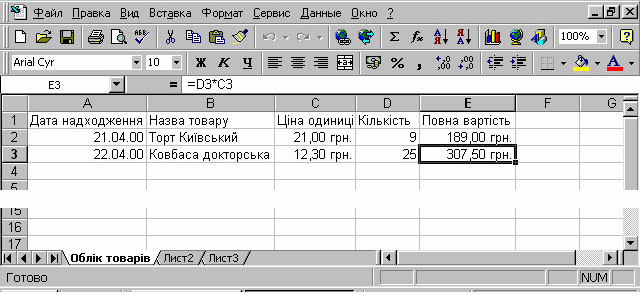 Файл Правка Вид Вставка Формат Сервис Данные Окно ?
Σ fx А Я Я А 100% ?
Arial Cyr 10 Ж К Ч % , ,00
E3 = =D3*C3
A B C D E F G
1 Дата надходження Назва товару Ціна одиниці Кількість Повна вартість
2 21.04.00 Торт Київський 21,00 грн. 9 189,00 грн.
3 22.04.00 Ковбаса докторська 12,30 грн. 25 307,50 грн.
4
5
15
16
17
Облік товарів Лист2 Лист3
Готово NUM